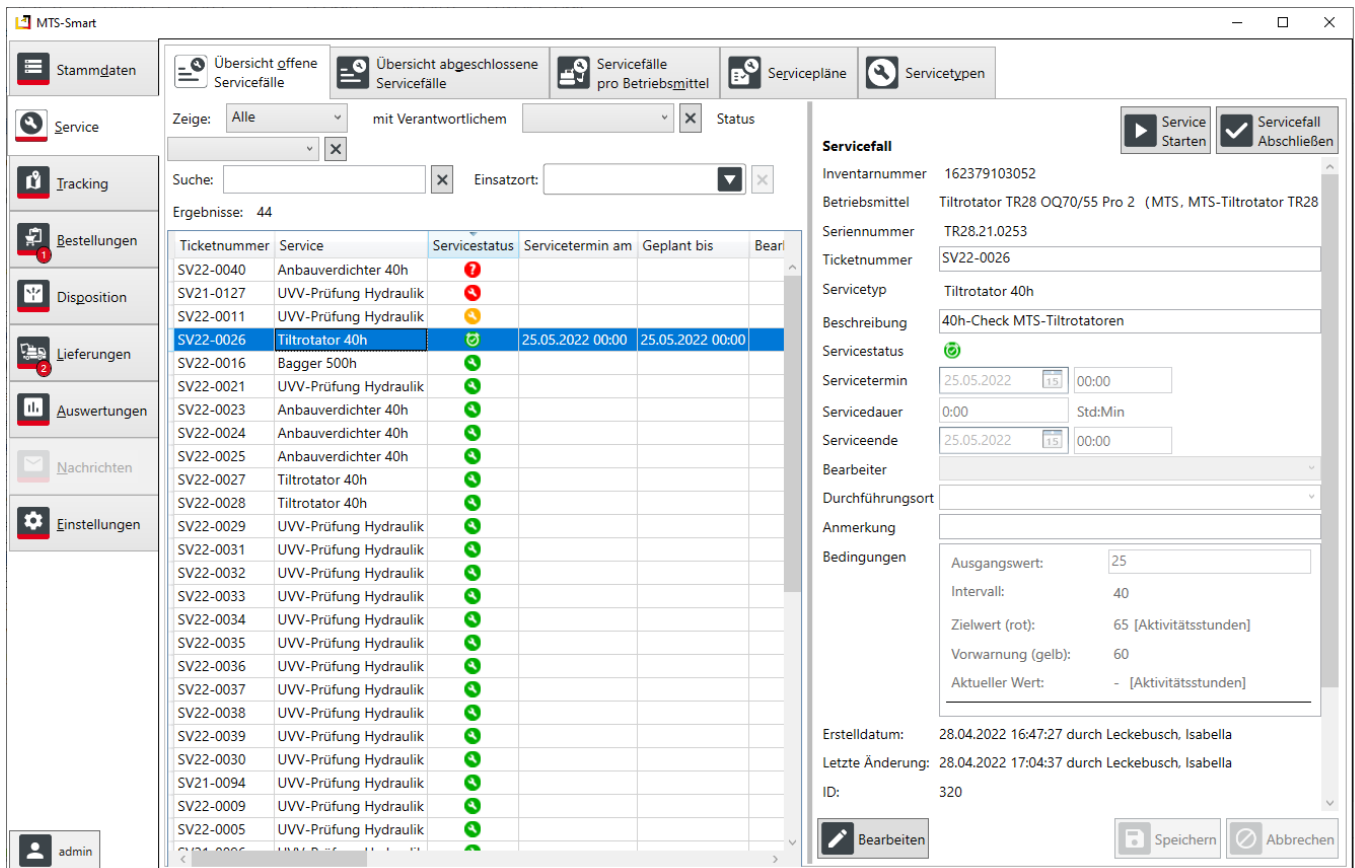 MTS-Smart
Stammdaten
Service
Tracking
Bestellungen
1
Disposition
Lieferungen
2
Auswertungen
Nachrichten
Einstellungen
admin
Übersicht offene
Servicefälle
Übersicht abgeschlossene
Servicefälle
Servicefälle
pro Betriebsmittel
Servicepläne
Servicetypen
Zeige: Alle mit Verantwortlichem Status
Suche: Einsatzort:
Ergebnisse: 44
Ticketnummer Service Servicestatus Servicetermin am Geplant bis
SV22-0040 Anbauverdichter 40h
SV21-0127 UVV-Prüfung Hydraulik
SV22-0011 UVV-Prüfung Hydraulik
SV22-0026 Tiltrotator 40h 25.05.2022 00:00 25.05.2022 00:00
SV22-0016 Bagger 500h
SV22-0021 UVV-Prüfung Hydraulik
SV22-0023 Anbauverdichter 40h
SV22-0024 Anbauverdichter 40h
SV22-0025 Anbauverdichter 40h
SV22-0027 Tiltrotator 40h
SV22-0028 Tiltrotator 40h
SV22-0029 UVV-Prüfung Hydraulik
SV22-0031 UVV-Prüfung Hydraulik
SV22-0032 UVV-Prüfung Hydraulik
SV22-0033 UVV-Prüfung Hydraulik
SV22-0034 UVV-Prüfung Hydraulik
SV22-0035 UVV-Prüfung Hydraulik
SV22-0036 UVV-Prüfung Hydraulik
SV22-0037 UVV-Prüfung Hydraulik
SV22-0038 UVV-Prüfung Hydraulik
SV22-0039 UVV-Prüfung Hydraulik
SV22-0030 UVV-Prüfung Hydraulik
SV21-0094 UVV-Prüfung Hydraulik
SV22-0009 UVV-Prüfung Hydraulik
SV22-0005 UVV-Prüfung Hydraulik
Service
Starten
Servicefall
Abschließen
Servicefall
Inventarnummer 162379103052
Betriebsmittel Tiltrotator TR28 OQ70/55 Pro 2 (MTS, MTS-Tiltrotator TR28
Seriennummer TR28.21.0253
Ticketnummer SV22-0026
Servicetyp Tiltrotator 40h
Beschreibung 40h-Check MTS-Tiltrotatoren
Servicestatus
Servicetermin 25.05.2022 15 00:00
Servicedauer 0:00 Std:Min
Serviceende 25.05.2022 15 00:00
Bearbeiter
Durchführungsort
Anmerkung
Bedingungen
Ausgangswert: 25
Intervall: 40
Zielwert (rot): 65 [Aktivitätsstunden]
Vorwarnung (gelb): 60
Aktueller Wert: - [Aktivitätsstunden]
Erstelldatum: 28.04.2022 16:47:27 durch Leckebusch, Isabella
Letzte Änderung: 28.04.2022 17:04:37 durch Leckebusch, Isabella
ID: 320
Bearbeiten
Speichern
Abbrechen